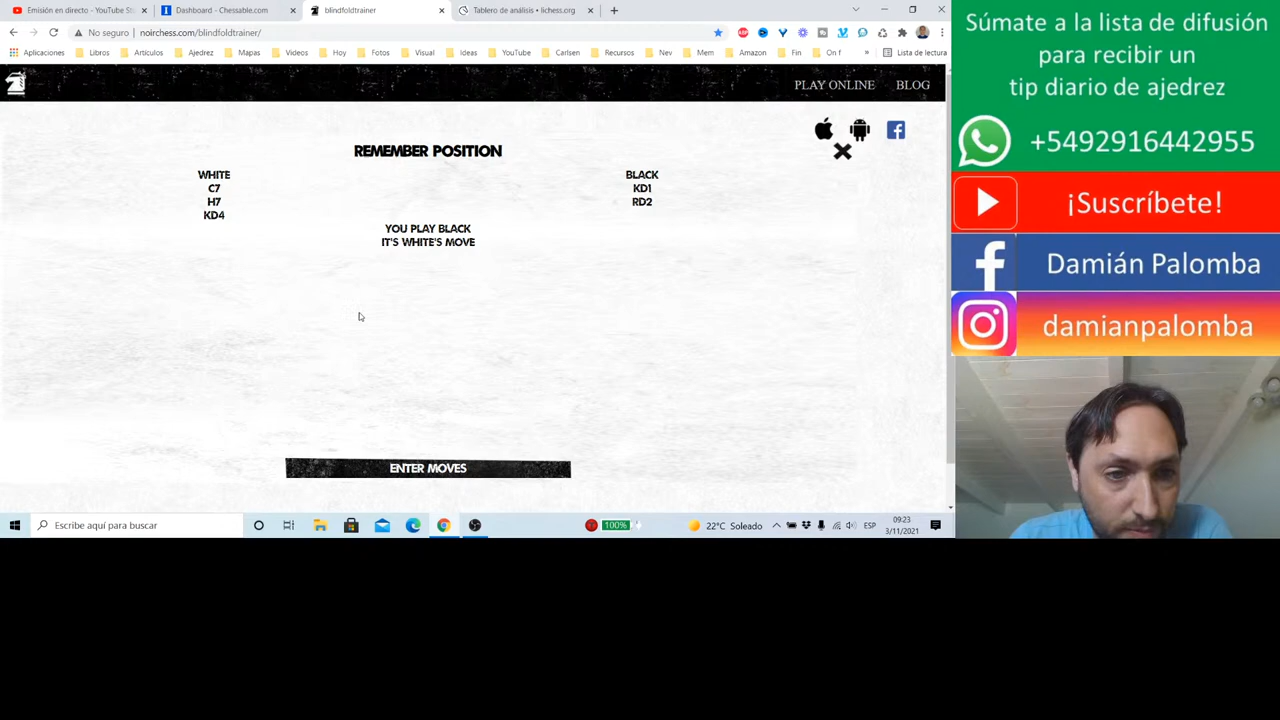 Emisión en directo - YouTube St
Dashboard - Chessable.com
blindfoldtrainer
Tablero de análisis • lichess.org
No seguro
noirchess.com/blindfoldtrainer/
Aplicaciones
Libros
Artículos
Ajedrez
Mapas
Videos
Hoy
Fotos
Visual
Ideas
YouTube
Carlsen
Recursos
Nev
Mem
Amazon
Fin
On f
Lista de lectura
PLAY ONLINE
BLOG
REMEMBER POSITION
WHITE
C7
H7
KD4
BLACK
KD1
RD2
YOU PLAY BLACK
IT'S WHITE'S MOVE
ENTER MOVES
Súmate a la lista de difusión
para recibir un
tip diario de ajedrez
+5492916442955
¡Suscríbete!
Damián Palomba
damianpalomba
Escribe aquí para buscar
100%
22°C Soleado
ESP
09:23
3/11/2021